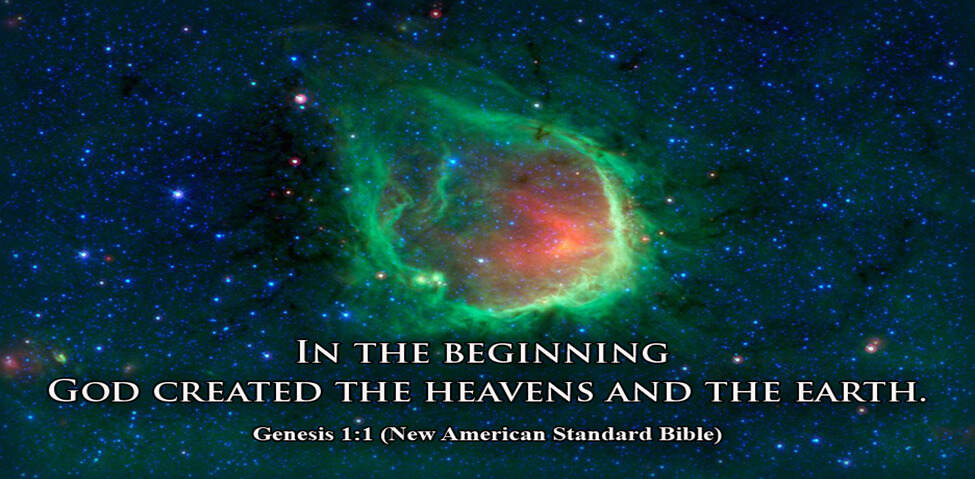 In the beginning
God created the heavens and the earth.
Genesis 1:1 (New American Standard Bible)